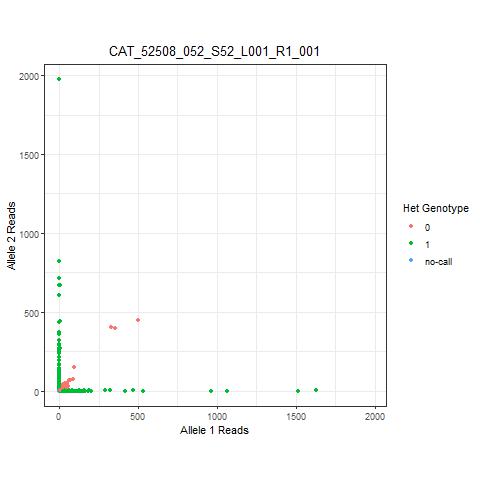 CAT_52508_052_S52_L001_R1_001
2000
1500
1000
500
0
Allele 2 Reads
0 500 1000 1500 2000
Allele 1 Reads
Het Genotype
0
1
no-call